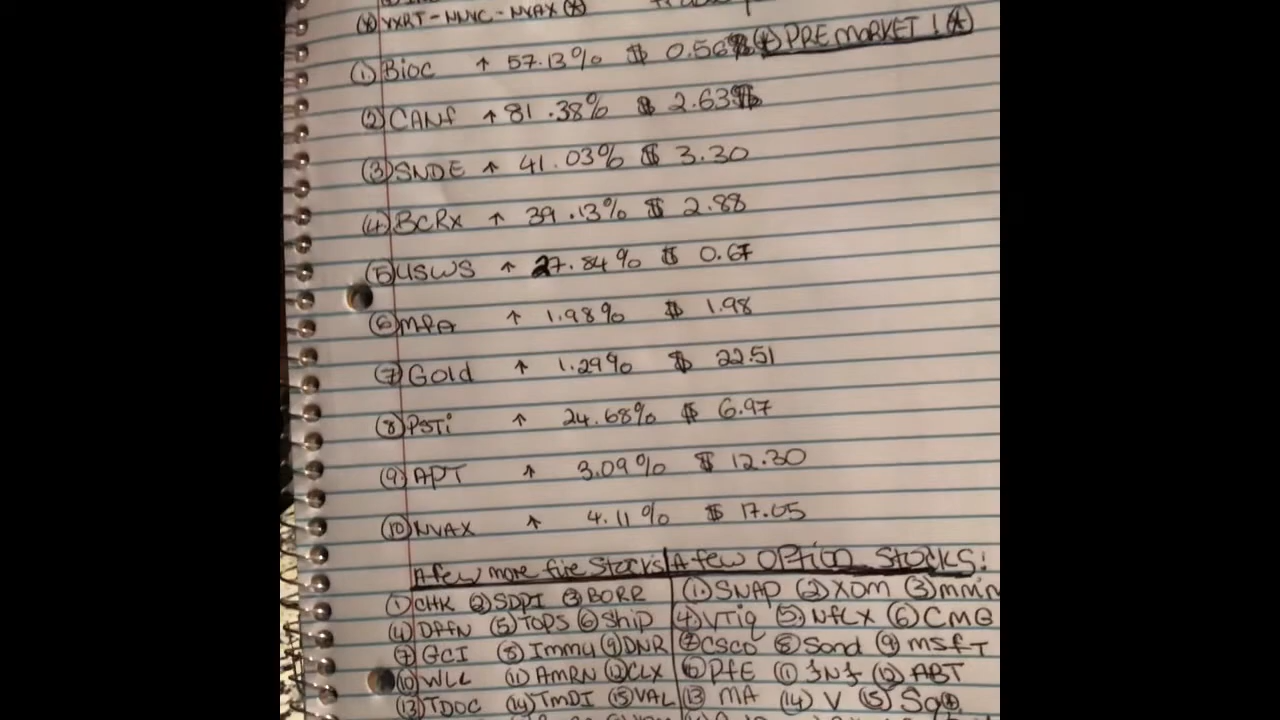 (*) VXRT-NNVC-NVAX (*)
(*) PREMARKET! (*)
(1) Bioc ↑ 57.13% $ 0.56
(2) CANf ↑ 81.38% $ 2.63
(3) SNDE ↑ 41.03% $ 3.30
(4) BCRX ↑ 39.13% $ 2.88
(5) USWS ↑ 27.84% $ 0.67
(6) MFA ↑ 1.98% $ 1.98
(7) Gold ↑ 1.29% $ 22.51
(8) PSTi ↑ 24.68% $ 6.97
(9) APT ↑ 3.09% $ 12.30
(10) NVAX ↑ 4.11% $ 17.05
A few more fire Stocks | A few Option Stocks!
(1) CHK (2) SDPI (3) BORR | (1) SNAP (2) XOM (3) mmm
(4) DFFN (5) TOPS (6) Ship | (4) VTiq (5) NfLX (6) CMG
(7) GCI (8) Immu (9) DNR | (7) CSCO (8) Sond (9) MSfT
(10) WLL (11) AMRN (12) CLX | (10) PfE (11) JNJ (12) ABT
(13) TDOC (14) TMDI (15) VAL | (13) MA (14) V (15) SQ